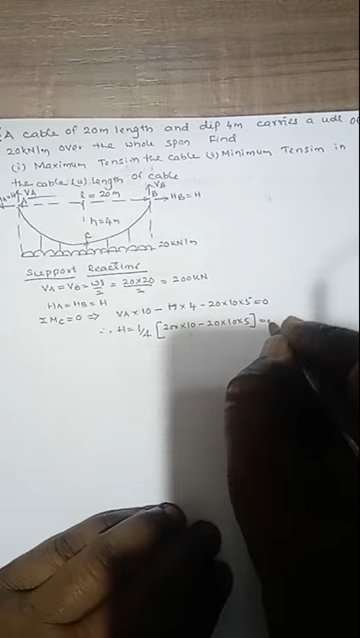 A cable of 20m length and dip 4m carries a udl of
20kN/m over the whole span Find
(i) Maximum Tension the cable (ii) Minimum Tension in
the cable (iii) Length of cable
VA l = 20m VB
A B HB = H
h = 4m
C
20kN/m
Support Reactions
VA = VB = wl/2 = 20×20/2 = 200kN
HA = HB = H
ΣMC = 0 ⇒ VA × 10 - H × 4 - 20×10×5 = 0
∴ H = 1/4 [200×10 - 20×10×5] =